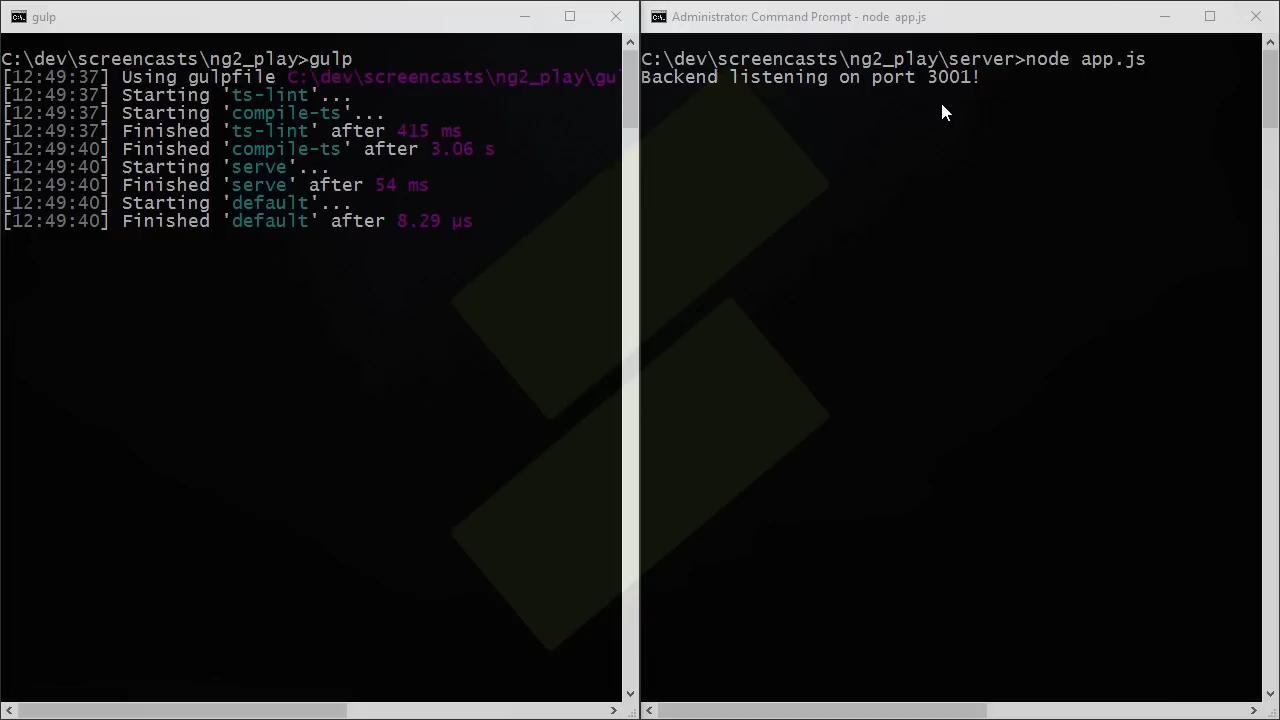 gulp
C:\dev\screencasts\ng2_play>gulp
[12:49:37] Using gulpfile C:\dev\screencasts\ng2_play\gu
[12:49:37] Starting 'ts-lint'...
[12:49:37] Starting 'compile-ts'...
[12:49:37] Finished 'ts-lint' after 415 ms
[12:49:40] Finished 'compile-ts' after 3.06 s
[12:49:40] Starting 'serve'...
[12:49:40] Finished 'serve' after 54 ms
[12:49:40] Starting 'default'...
[12:49:40] Finished 'default' after 8.29 µs
Administrator: Command Prompt - node app.js
C:\dev\screencasts\ng2_play\server>node app.js
Backend listening on port 3001!